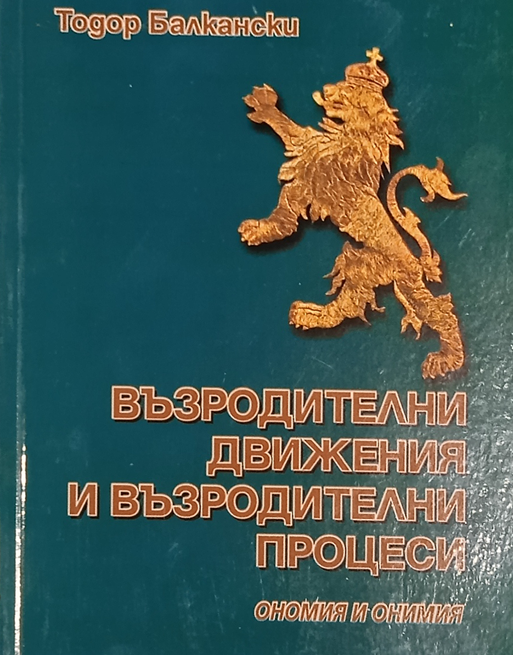 Тодор Балкански
ВЪЗРОДИТЕЛНИ
ДВИЖЕНИЯ
И ВЪЗРОДИТЕЛНИ
ПРОЦЕСИ
ОНОМИЯ И ОНИМИЯ